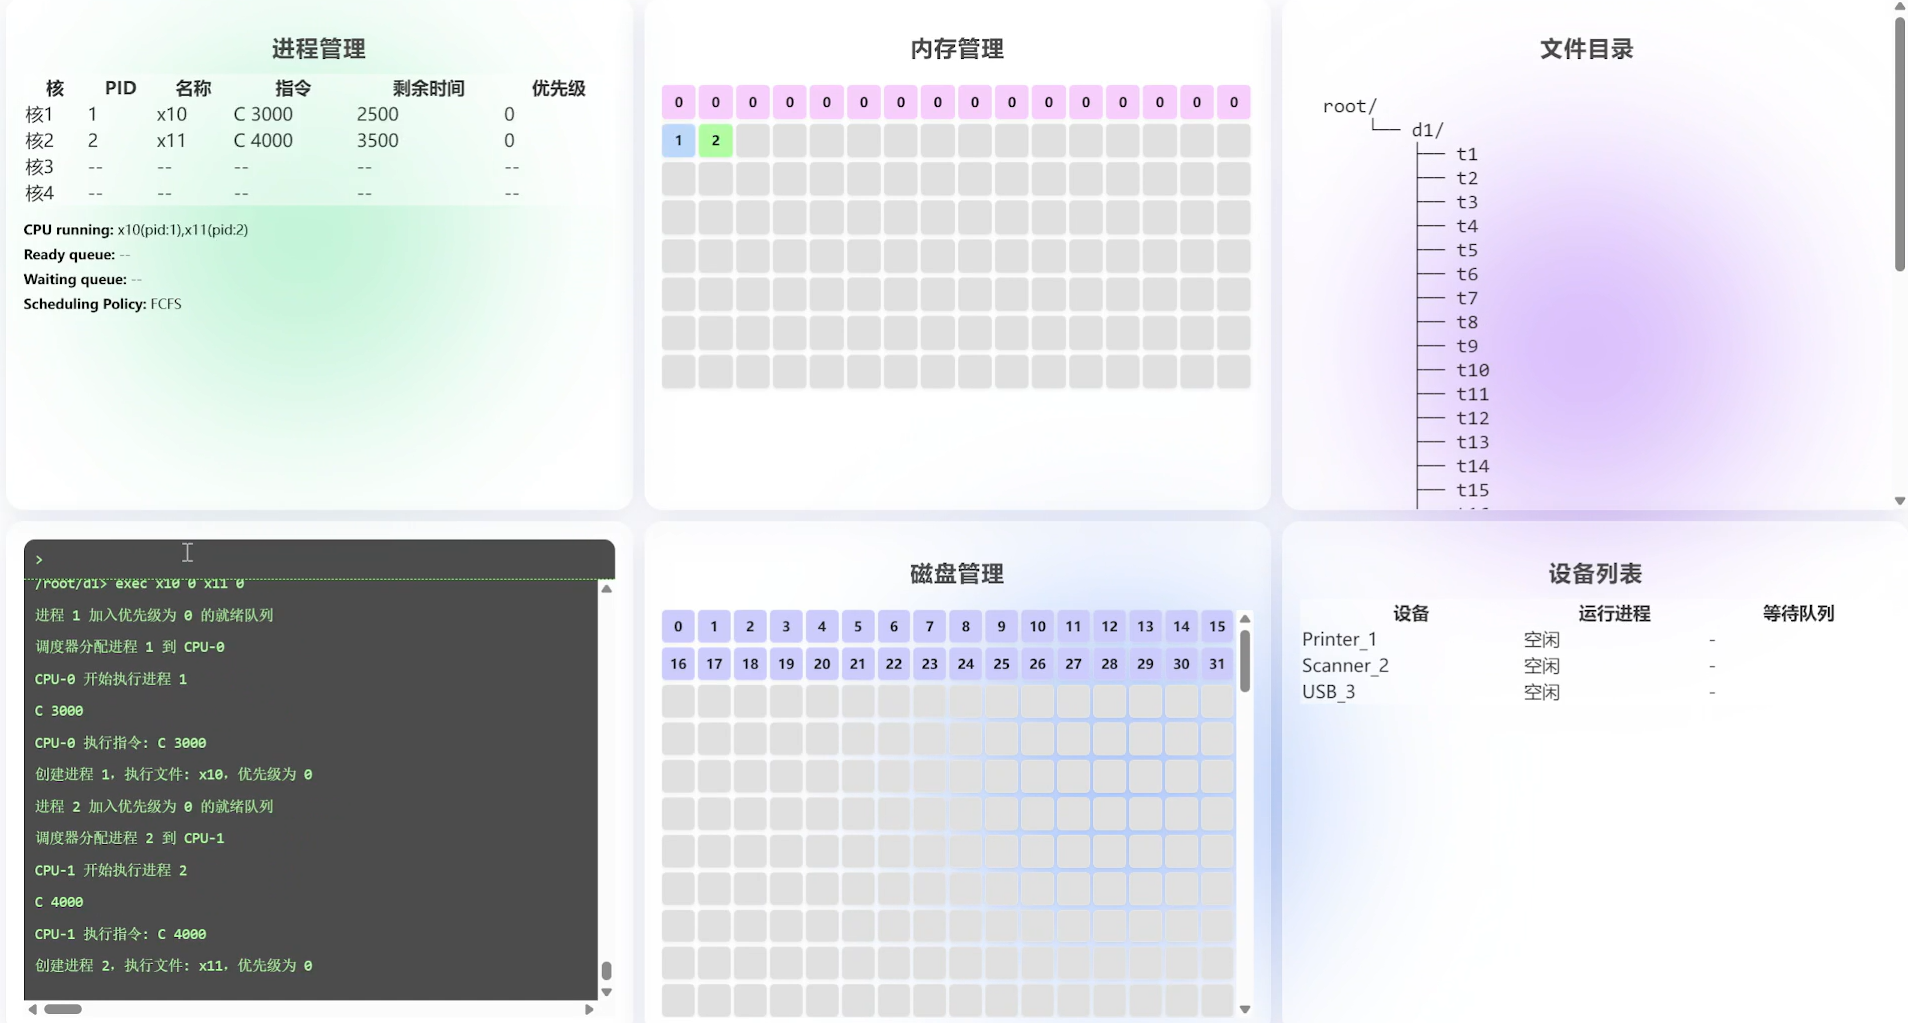 进程管理
核 PID 名称 指令 剩余时间 优先级
核1 1 x10 C 3000 2500 0
核2 2 x11 C 4000 3500 0
核3 -- -- -- -- --
核4 -- -- -- -- --
CPU running: x10(pid:1),x11(pid:2)
Ready queue: --
Waiting queue: --
Scheduling Policy: FCFS
内存管理
0 0 0 0 0 0 0 0 0 0 0 0 0 0 0 0
1 2
文件目录
root/
└── d1/
├── t1
├── t2
├── t3
├── t4
├── t5
├── t6
├── t7
├── t8
├── t9
├── t10
├── t11
├── t12
├── t13
├── t14
├── t15
>
/root/d1> exec x10 0 x11 0
进程 1 加入优先级为 0 的就绪队列
调度器分配进程 1 到 CPU-0
CPU-0 开始执行进程 1
C 3000
CPU-0 执行指令: C 3000
创建进程 1，执行文件: x10，优先级为 0
进程 2 加入优先级为 0 的就绪队列
调度器分配进程 2 到 CPU-1
CPU-1 开始执行进程 2
C 4000
CPU-1 执行指令: C 4000
创建进程 2，执行文件: x11，优先级为 0
磁盘管理
0 1 2 3 4 5 6 7 8 9 10 11 12 13 14 15
16 17 18 19 20 21 22 23 24 25 26 27 28 29 30 31
设备列表
设备 运行进程 等待队列
Printer_1 空闲 -
Scanner_2 空闲 -
USB_3 空闲 -